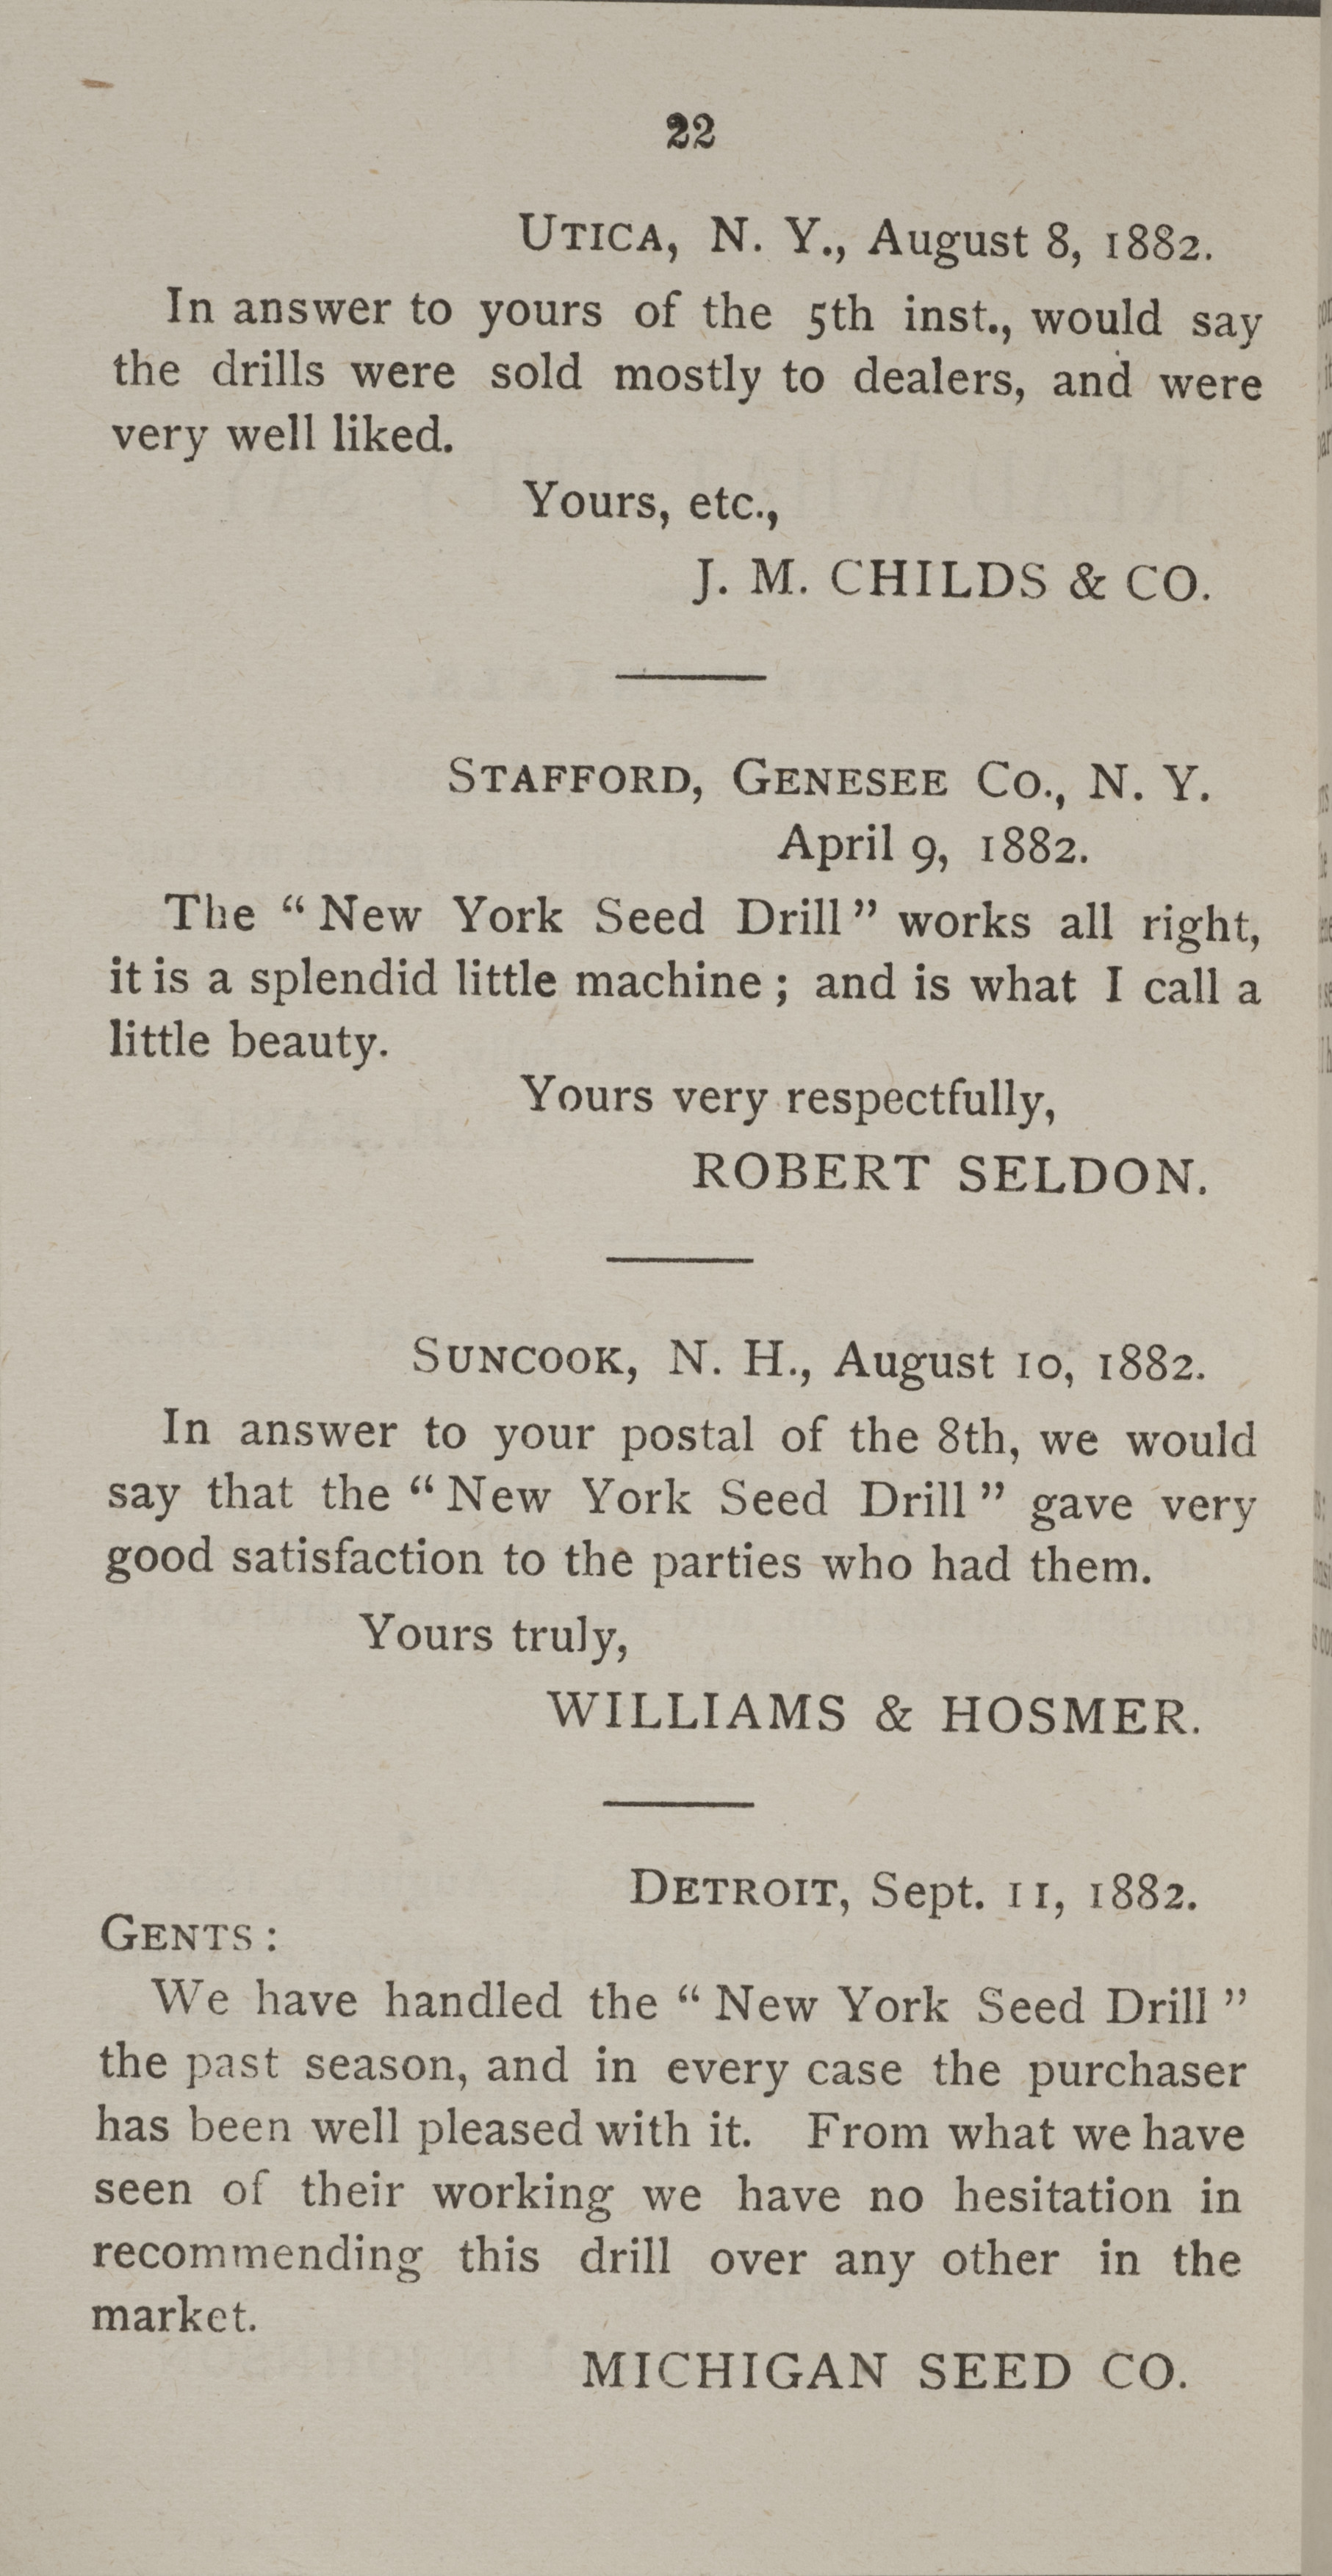 22
UTICA, N. Y., August 8, 1882.
In answer to yours of the 5th inst., would say
the drills were sold mostly to dealers, and were
very well liked.
Yours, etc.,
J. M. CHILDS & CO.
STAFFORD, GENESEE CO., N. Y.
April 9, 1882.
The “New York Seed Drill” works all right,
it is a splendid little machine; and is what I call a
little beauty.
Yours very respectfully,
ROBERT SELDON.
SUNCOOK, N. H., August 10, 1882.
In answer to your postal of the 8th, we would
say that the “New York Seed Drill” gave very
good satisfaction to the parties who had them.
Yours truly,
WILLIAMS & HOSMER.
DETROIT, Sept. 11, 1882.
GENTS:
We have handled the “New York Seed Drill”
the past season, and in every case the purchaser
has been well pleased with it. From what we have
seen of their working we have no hesitation in
recommending this drill over any other in the
market.
MICHIGAN SEED CO.